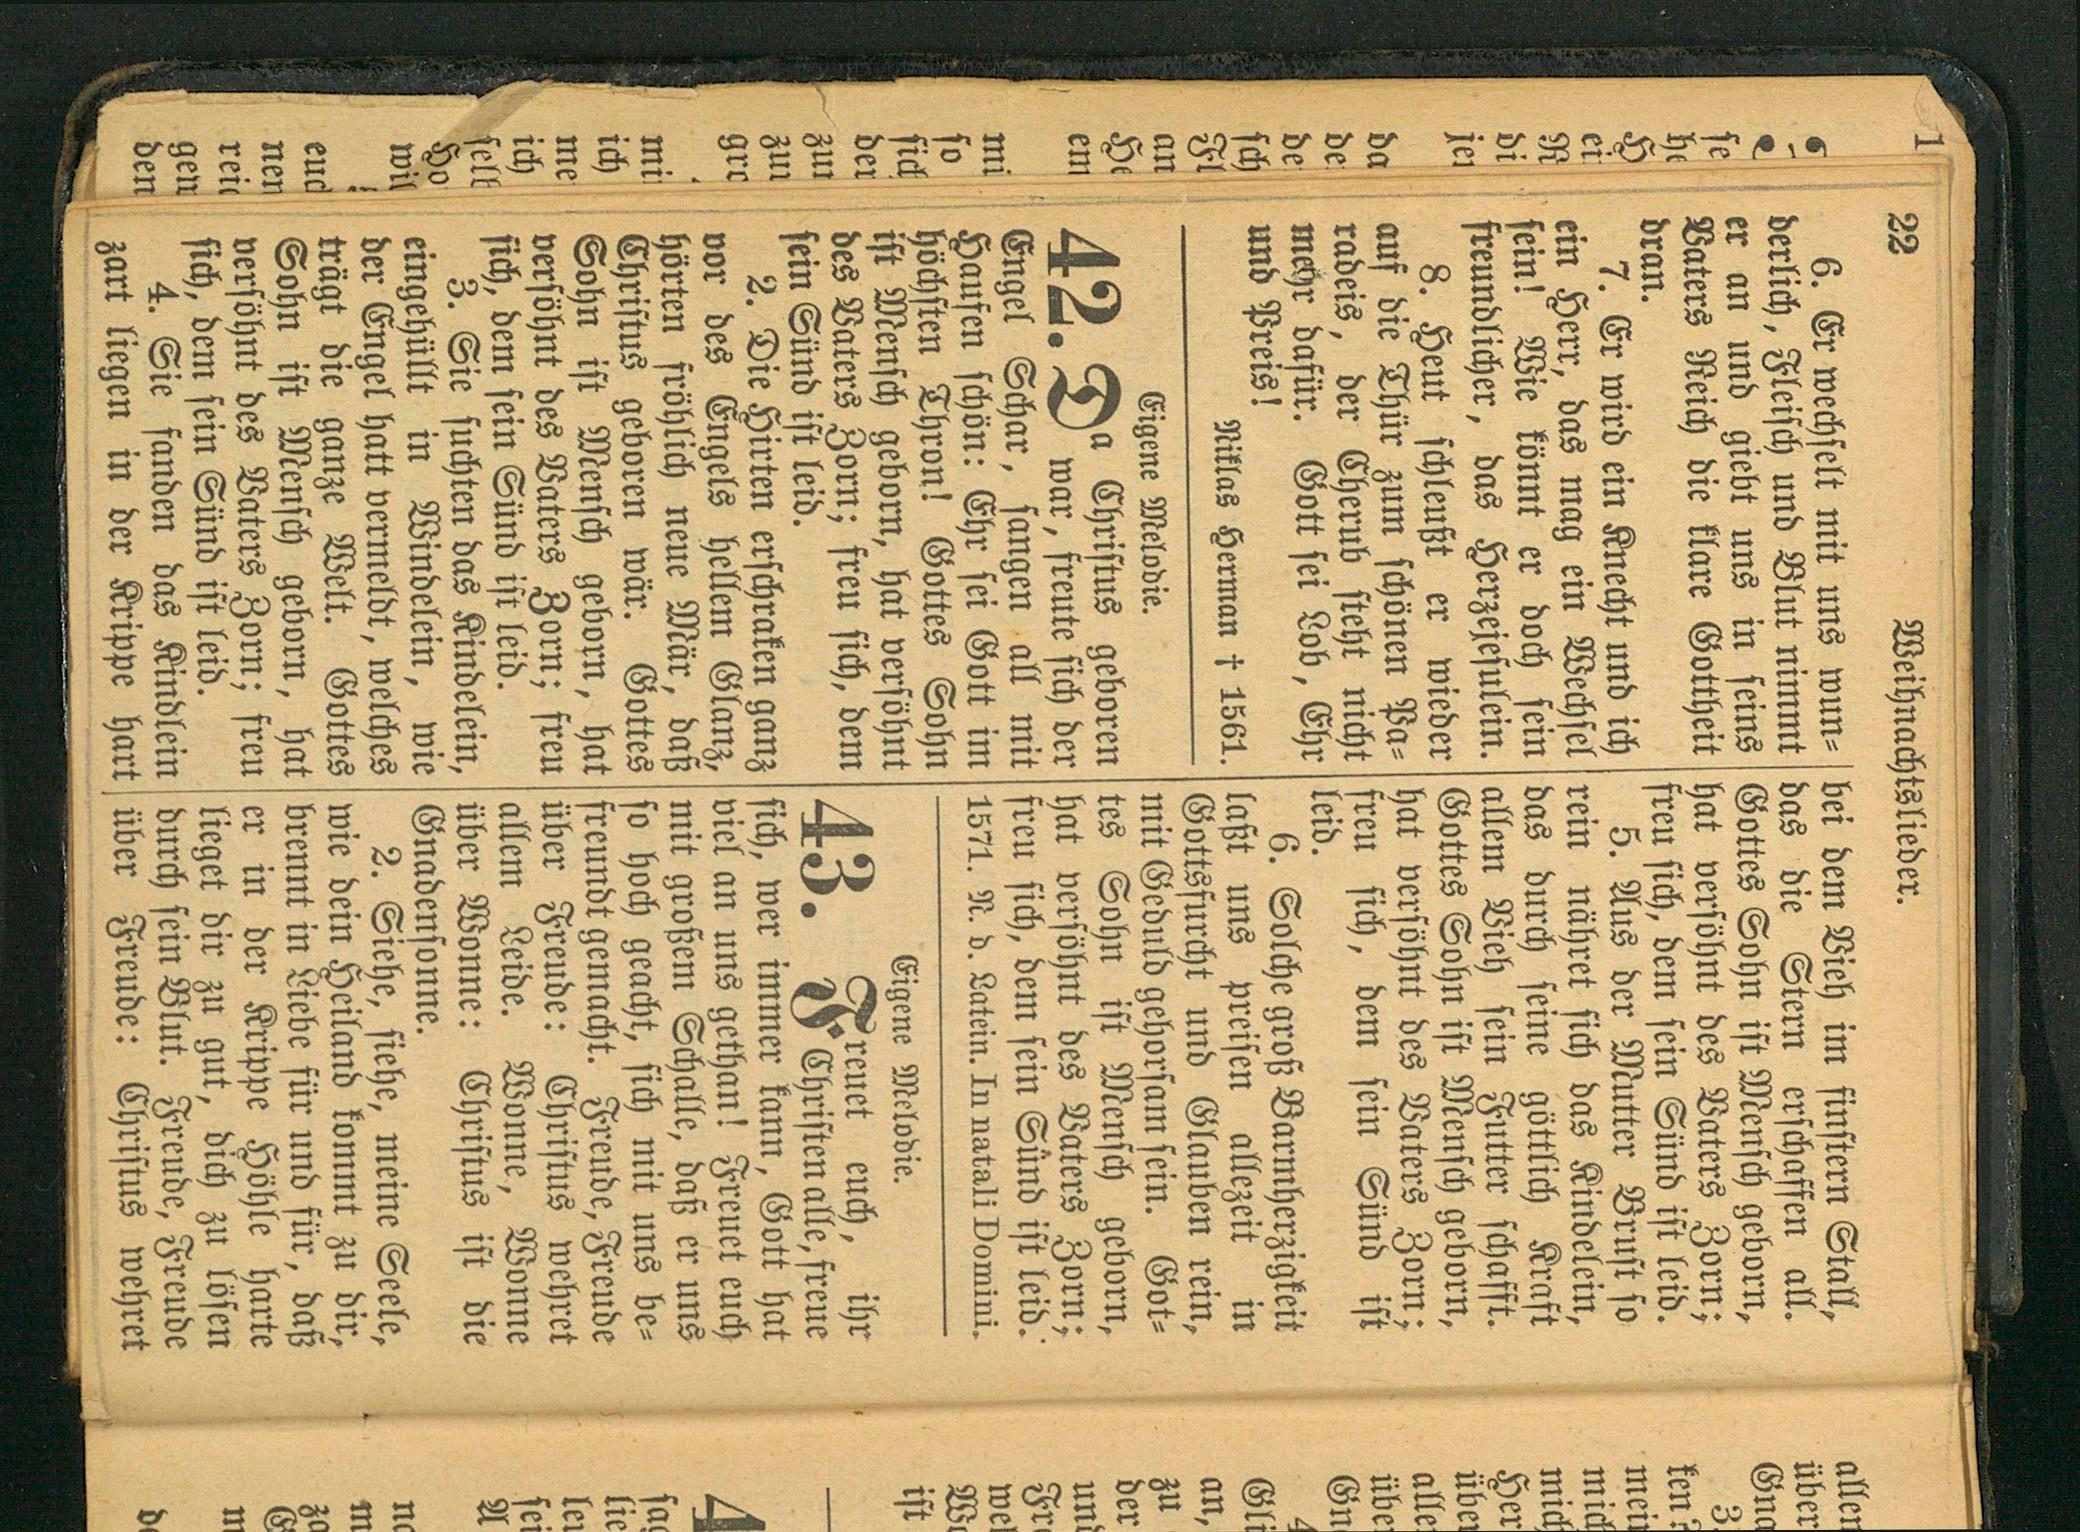 22
Weihnachtslieder.
6. Er wechselt mit uns wun=
derlich, Fleisch und Blut nimmt
er an und giebt uns in seins
Vaters Reich die klare Gottheit
dran.
7. Er wird ein Knecht und ich
ein Herr, das mag ein Wechsel
sein! Wie könnt er doch sein
freundlicher, das Herzejesulein.
8. Heut schleußt er wieder
auf die Thür zum schönen Pa=
radeis, der Cherub steht nicht
mehr dafür. Gott sei Lob, Ehr
und Preis!
Niklas Herman † 1561.
Eigene Melodie.
42. Da Christus geboren
war, freute sich der
Engel Schar, sangen all mit
Haufen schön: Ehr sei Gott im
höchsten Thron! Gottes Sohn
ist Mensch geborn, hat versöhnt
des Vaters Zorn; freu sich, dem
sein Sünd ist leid.
2. Die Hirten erschraken ganz
vor des Engels hellem Glanz,
hörten fröhlich neue Mär, daß
Christus geboren wär. Gottes
Sohn ist Mensch geborn, hat
versöhnt des Vaters Zorn; freu
sich, dem sein Sünd ist leid.
3. Sie suchten das Kindelein,
eingehüllt in Windelein, wie
der Engel hatt vermeldt, welches
trägt die ganze Welt. Gottes
Sohn ist Mensch geborn, hat
versöhnt des Vaters Zorn; freu
sich, dem sein Sünd ist leid.
4. Sie fanden das Kindlein
zart liegen in der Krippe hart
bei dem Vieh im finstern Stall,
das die Stern erschaffen all.
Gottes Sohn ist Mensch geborn,
hat versöhnt des Vaters Zorn;
freu sich, dem sein Sünd ist leid.
5. Aus der Mutter Brust so
rein nähret sich das Kindelein,
das durch seine göttlich Kraft
allem Vieh sein Futter schafft.
Gottes Sohn ist Mensch geborn,
hat versöhnt des Vaters Zorn;
freu sich, dem sein Sünd ist
leid.
6. Solche groß Barmherzigkeit
laßt uns preisen allezeit in
Gottsfurcht und Glauben rein,
mit Geduld gehorsam sein. Got=
tes Sohn ist Mensch geborn,
hat versöhnt des Vaters Zorn;
freu sich, dem sein Sünd ist leid.
1571. N. d. Latein. In natali Domini.
Eigene Melodie.
43. Freuet euch, ihr
Christen alle, freue
sich, wer immer kann, Gott hat
viel an uns gethan! Freuet euch
mit großem Schalle, daß er uns
so hoch geacht, sich mit uns be=
freundt gemacht. Freude, Freude
über Freude: Christus wehret
allem Leide. Wonne, Wonne
über Wonne: Christus ist die
Gnadensonne.
2. Siehe, siehe, meine Seele,
wie dein Heiland kommt zu dir,
brennt in Liebe für und für, daß
er in der Krippe Höhle harte
lieget dir zu gut, dich zu lösen
durch sein Blut. Freude, Freude
über Freude: Christus wehret